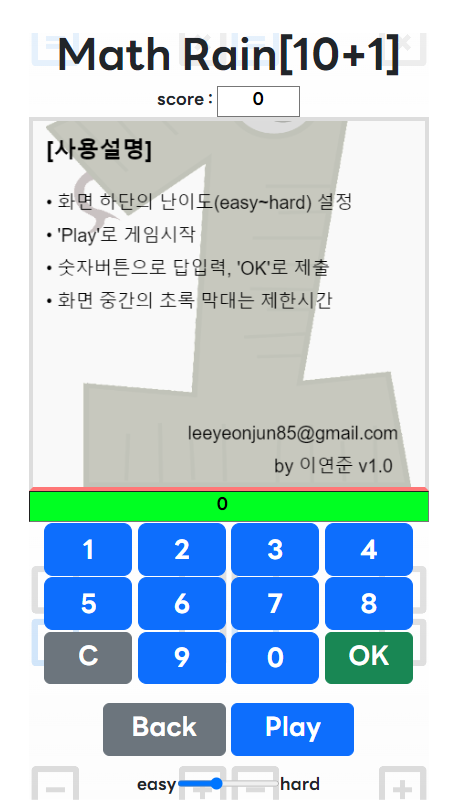 Math Rain[10+1]
score : 0
[사용설명]
• 화면 하단의 난이도(easy~hard) 설정
• 'Play'로 게임시작
• 숫자버튼으로 답입력, 'OK'로 제출
• 화면 중간의 초록 막대는 제한시간
leeyeonjun85@gmail.com
by 이연준 v1.0
0
1 2 3 4
5 6 7 8
C 9 0 OK
Back Play
easy hard